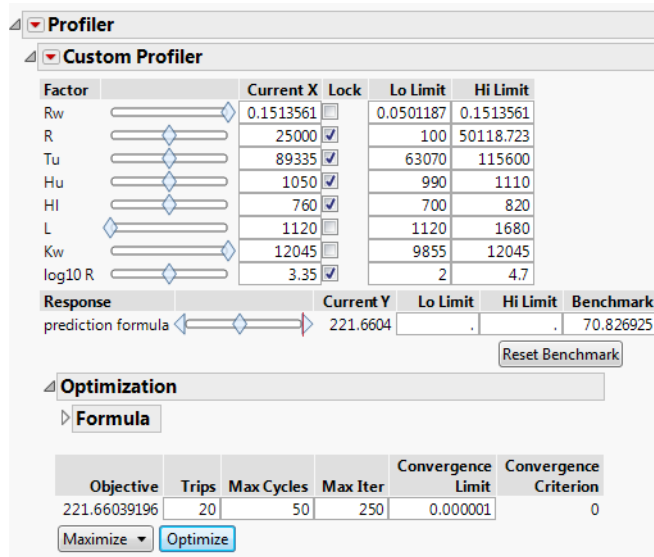 Profiler
Custom Profiler
Factor Current X Lock Lo Limit Hi Limit
Rw 0.1513561 0.0501187 0.1513561
R 25000 100 50118.723
Tu 89335 63070 115600
Hu 1050 990 1110
Hl 760 700 820
L 1120 1120 1680
Kw 12045 9855 12045
log10 R 3.35 2 4.7
Response Current Y Lo Limit Hi Limit Benchmark
prediction formula 221.6604 . . 70.826925
Reset Benchmark
Optimization
Formula
Objective Trips Max Cycles Max Iter Convergence Limit Convergence Criterion
221.66039196 20 50 250 0.000001 0
Maximize Optimize